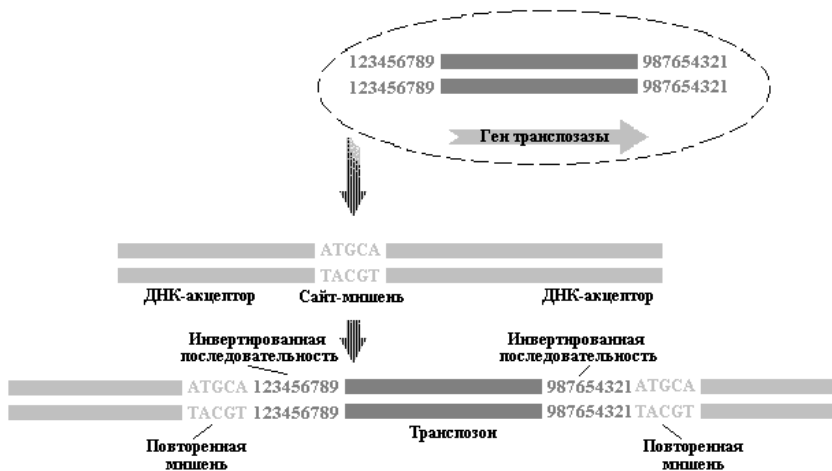 123456789 987654321
123456789 987654321
Ген транспозазы
ATGCA
TACGT
ДНК-акцептор Сайт-мишень ДНК-акцептор
Инвертированная
последовательность
Инвертированная
последовательность
ATGCA 123456789 987654321 ATGCA
TACGT 123456789 987654321 TACGT
Повторенная
мишень
Транспозон
Повторенная
мишень